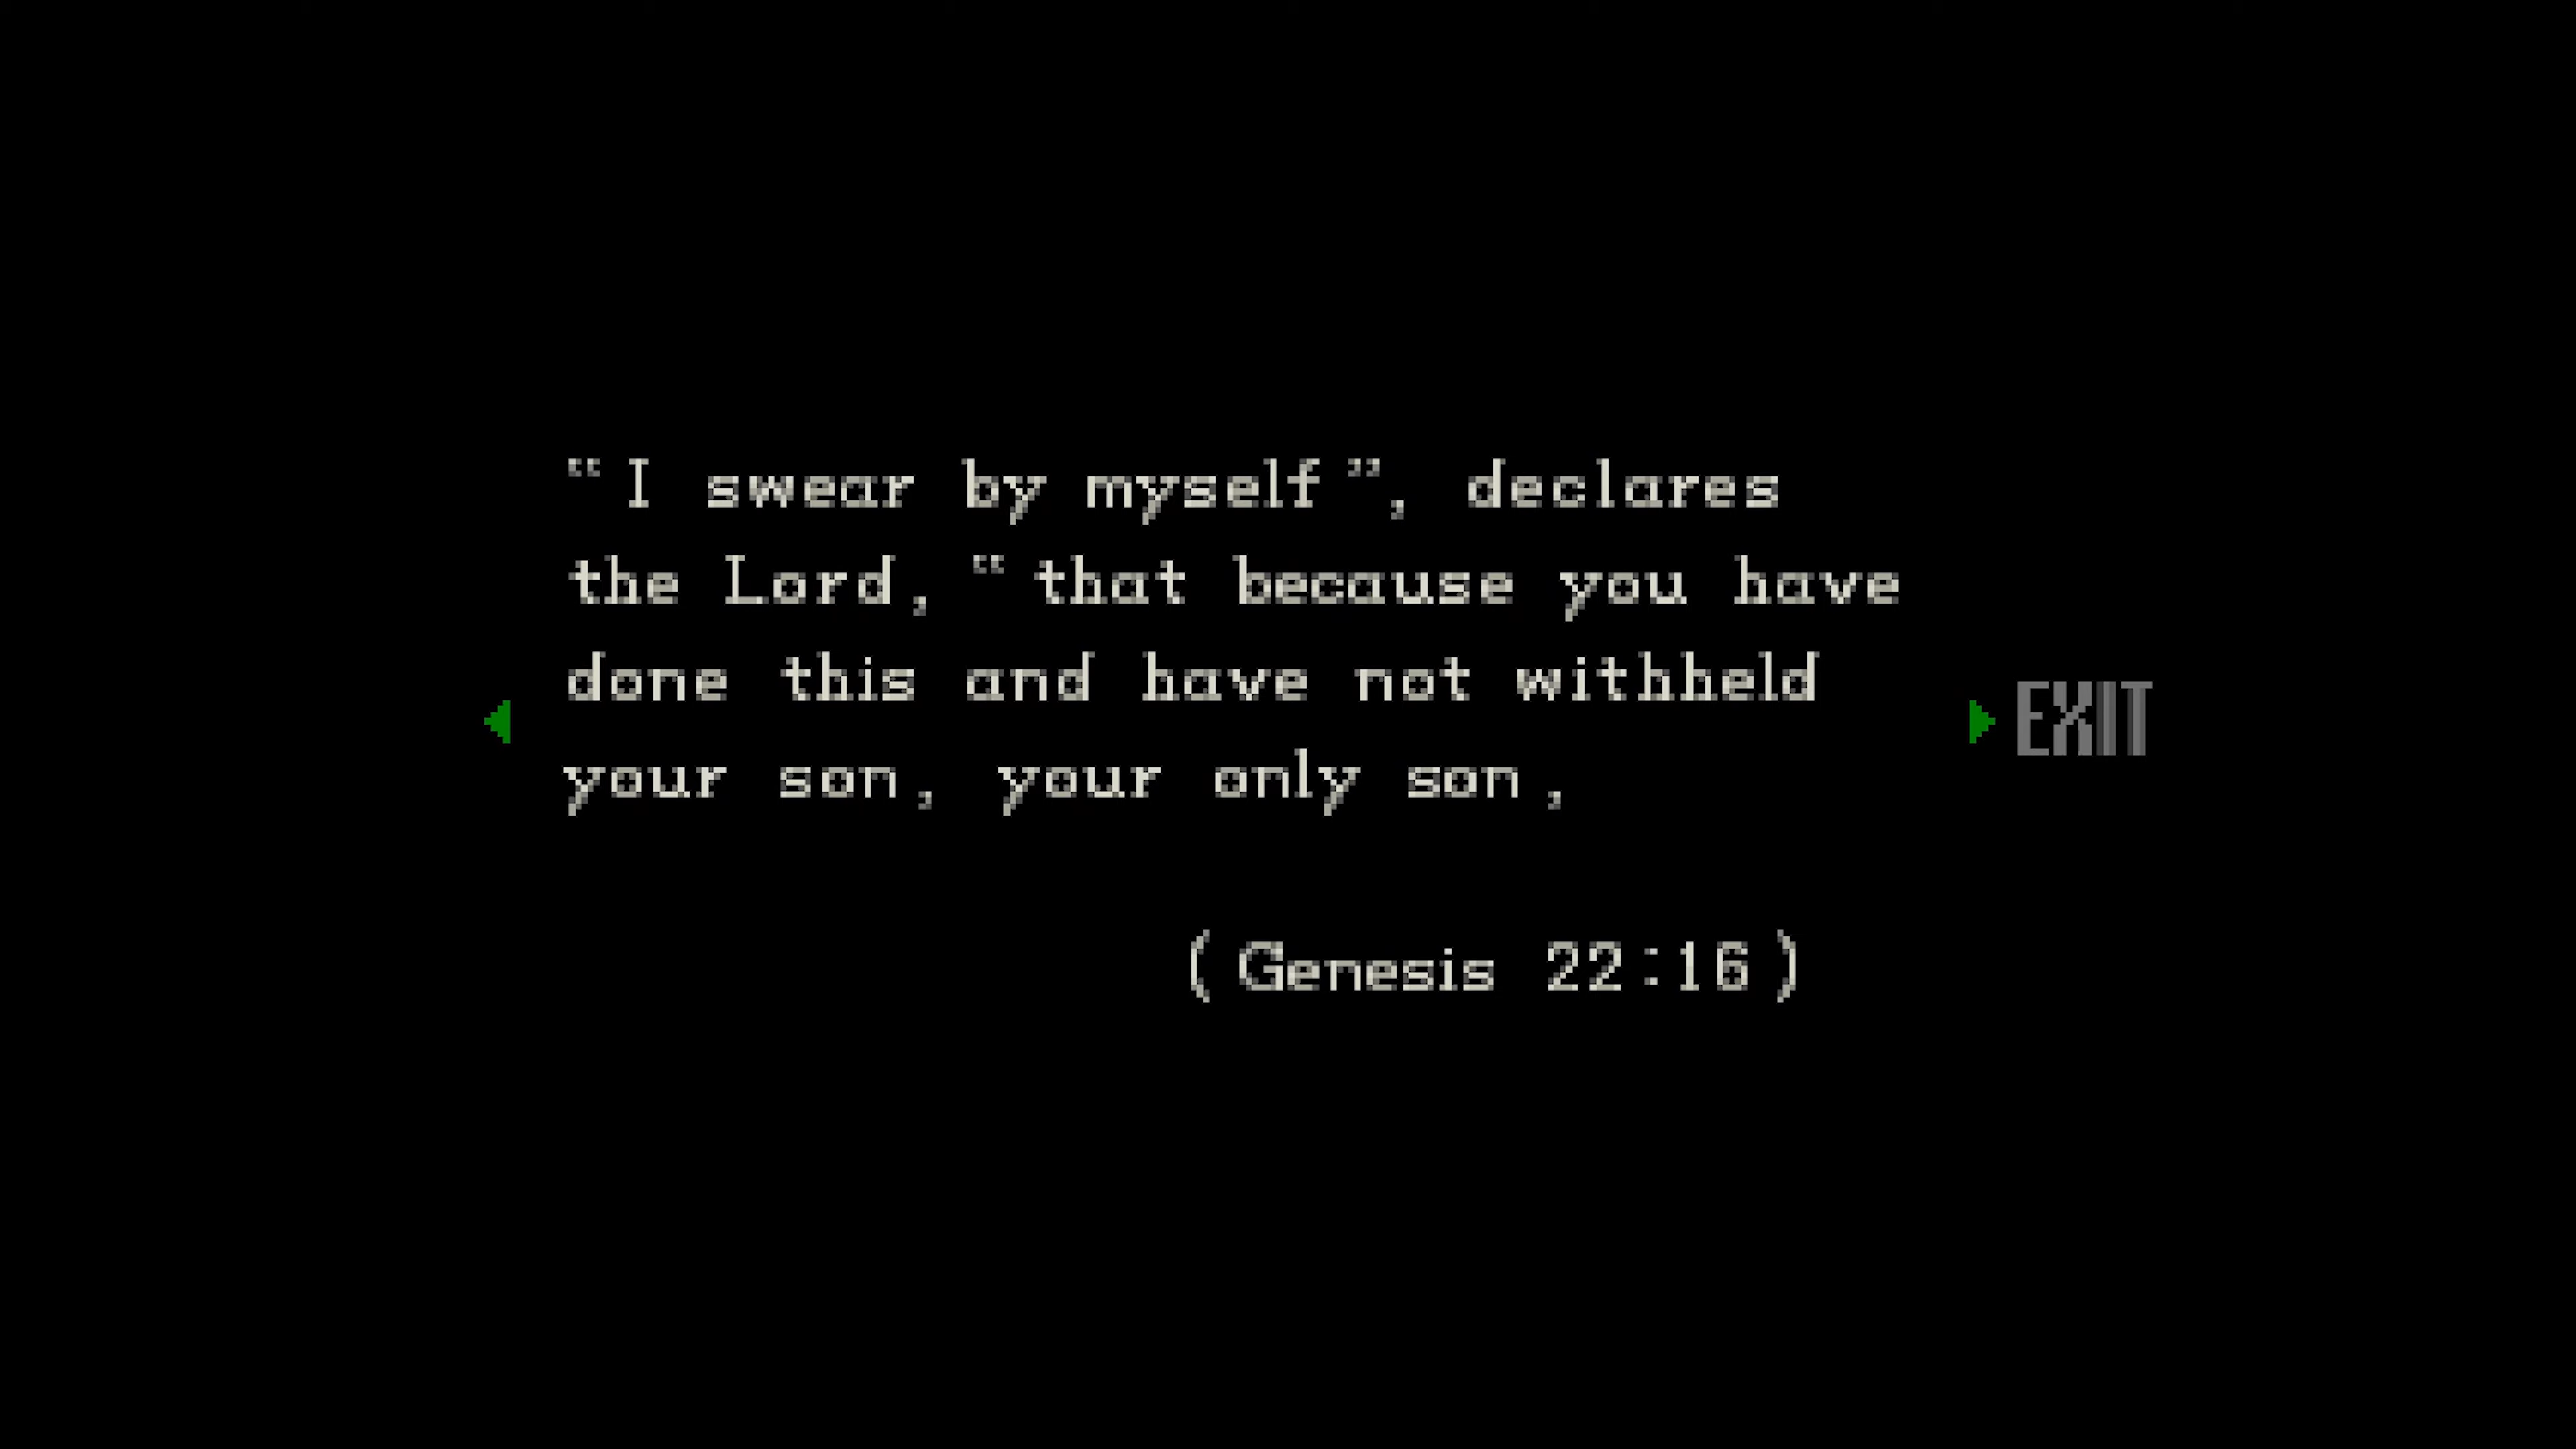 “I swear by myself”, declares
the Lord, “that because you have
done this and have not withheld
your son, your only son,
EXIT
(Genesis 22:16)